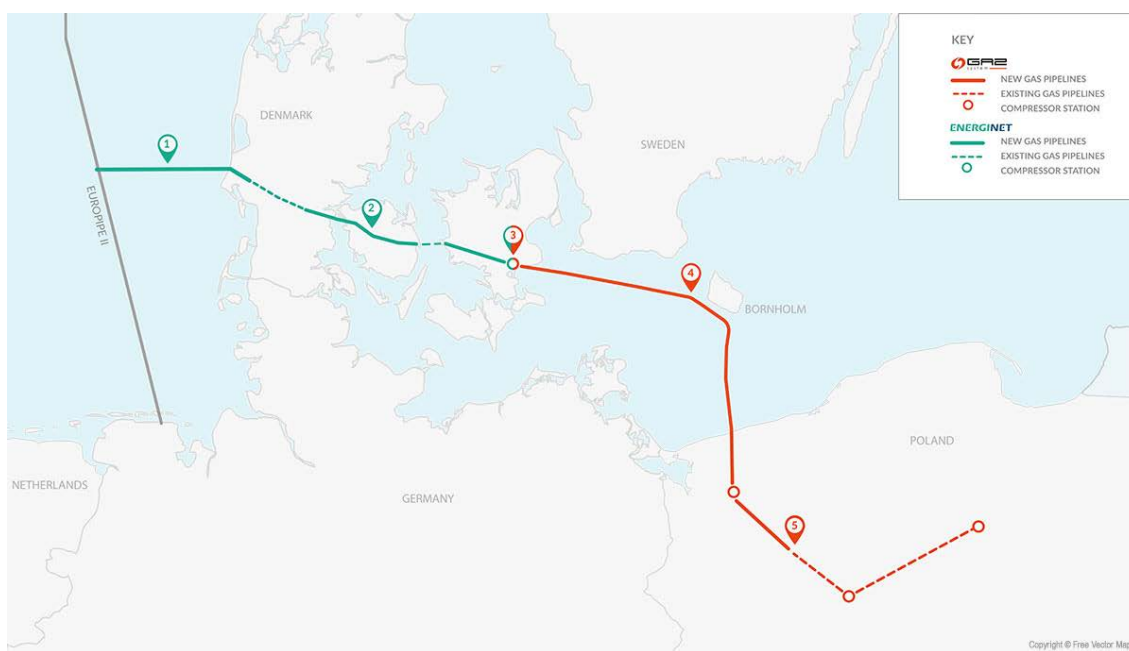 KEY
GAZ
system
NEW GAS PIPELINES
EXISTING GAS PIPELINES
COMPRESSOR STATION
ENERGINET
NEW GAS PIPELINES
EXISTING GAS PIPELINES
COMPRESSOR STATION
DENMARK
SWEDEN
1
2
3
4
EUROPIPE II
BORNHOLM
POLAND
NETHERLANDS
GERMANY
5
Copyright © Free Vector Map